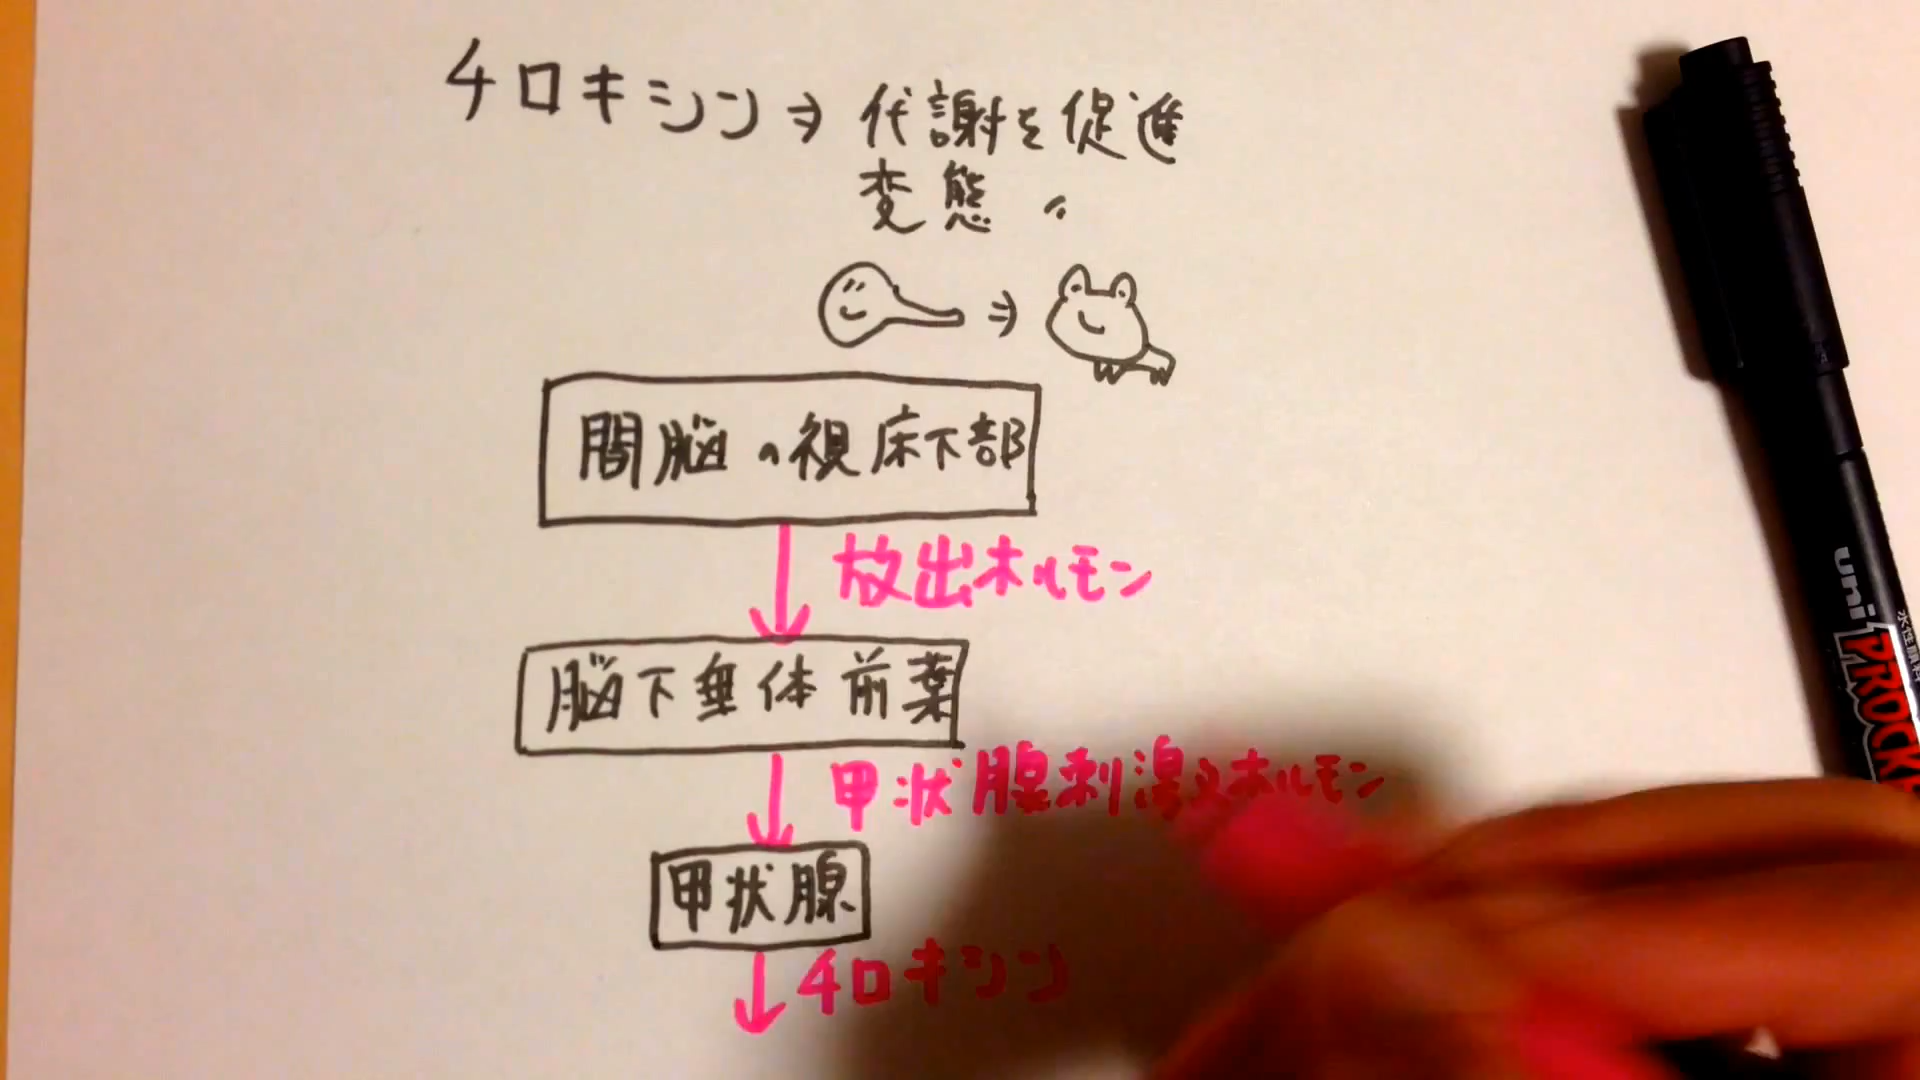 チロキシン⇒代謝を促進
変態 〃
間脳の視床下部
放出ホルモン
脳下垂体前葉
甲状腺刺激ホルモン
甲状腺
チロキシン
uni
PROCK